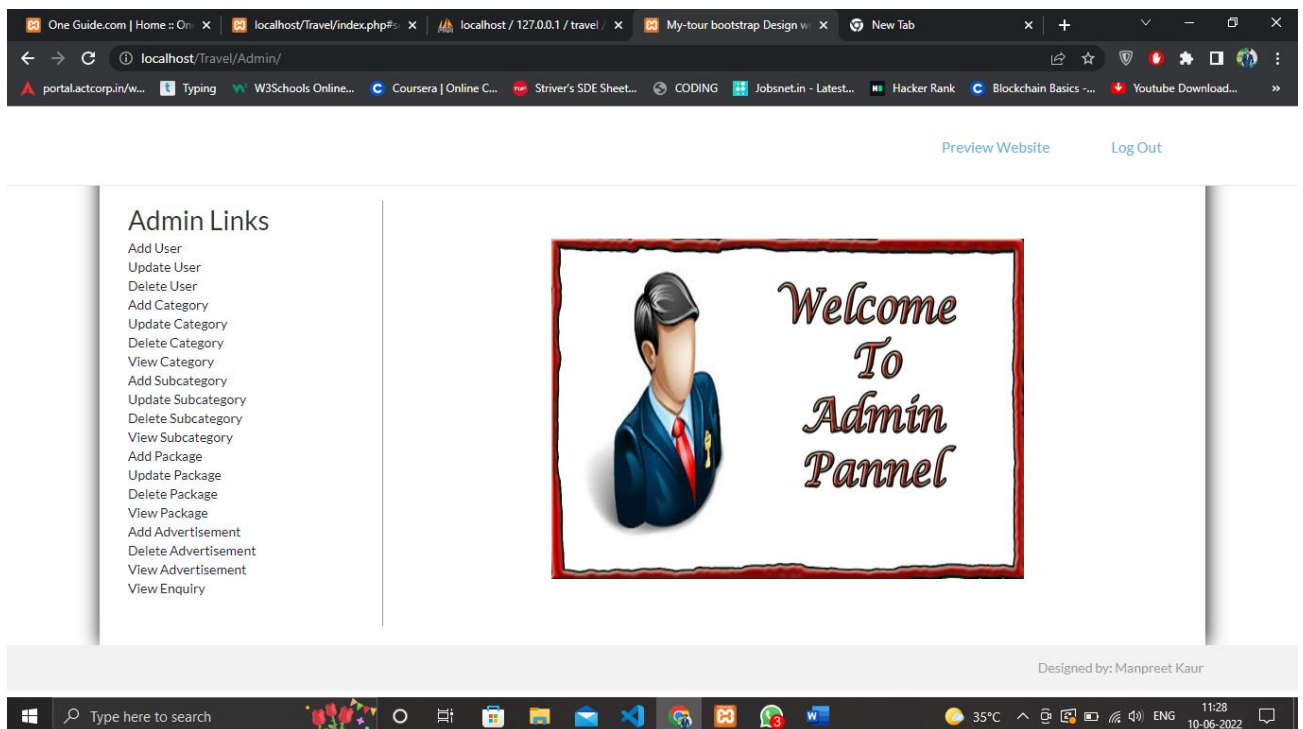 One Guide.com | Home :: On
localhost/Travel/index.php#s
localhost / 127.0.0.1 / travel /
My-tour bootstrap Design w
New Tab
localhost/Travel/Admin/
portal.actcorp.in/w...
Typing
W3Schools Online...
Coursera | Online C...
Striver's SDE Sheet...
CODING
Jobsnet.in - Latest...
Hacker Rank
Blockchain Basics -...
Youtube Download...
»
Preview Website
Log Out
Admin Links
Add User
Update User
Delete User
Add Category
Update Category
Delete Category
View Category
Add Subcategory
Update Subcategory
Delete Subcategory
View Subcategory
Add Package
Update Package
Delete Package
View Package
Add Advertisement
Delete Advertisement
View Advertisement
View Enquiry
Welcome
To
Admin
Pannel
Designed by: Manpreet Kaur
Type here to search
3
35°C
ENG
11:28
10-06-2022